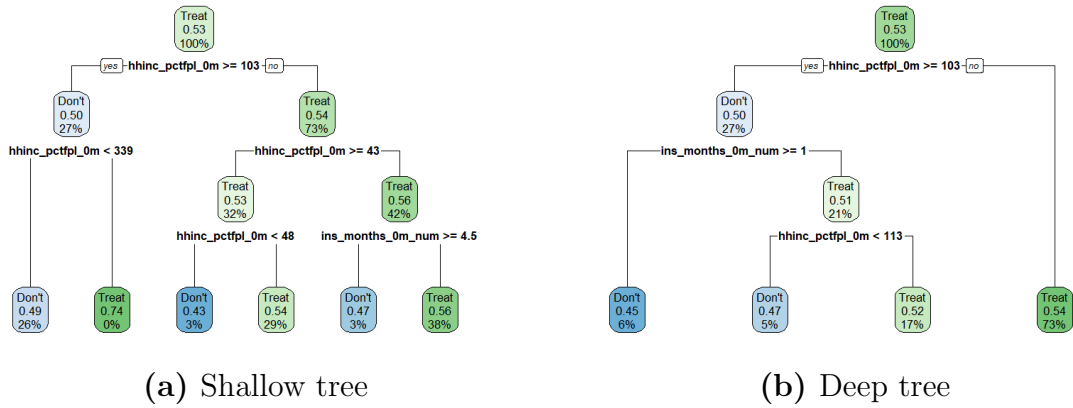 Treat
0.53
100%
yes hhinc_pctfpl_0m >= 103 no
Don't
0.50
27%
Treat
0.54
73%
hhinc_pctfpl_0m < 339
hhinc_pctfpl_0m >= 43
Treat
0.53
32%
Treat
0.56
42%
hhinc_pctfpl_0m < 48
ins_months_0m_num >= 4.5
Don't
0.49
26%
Treat
0.74
0%
Don't
0.43
3%
Treat
0.54
29%
Don't
0.47
3%
Treat
0.56
38%
(a) Shallow tree
Treat
0.53
100%
yes hhinc_pctfpl_0m >= 103 no
Don't
0.50
27%
ins_months_0m_num >= 1
Treat
0.51
21%
hhinc_pctfpl_0m < 113
Don't
0.45
6%
Don't
0.47
5%
Treat
0.52
17%
Treat
0.54
73%
(b) Deep tree